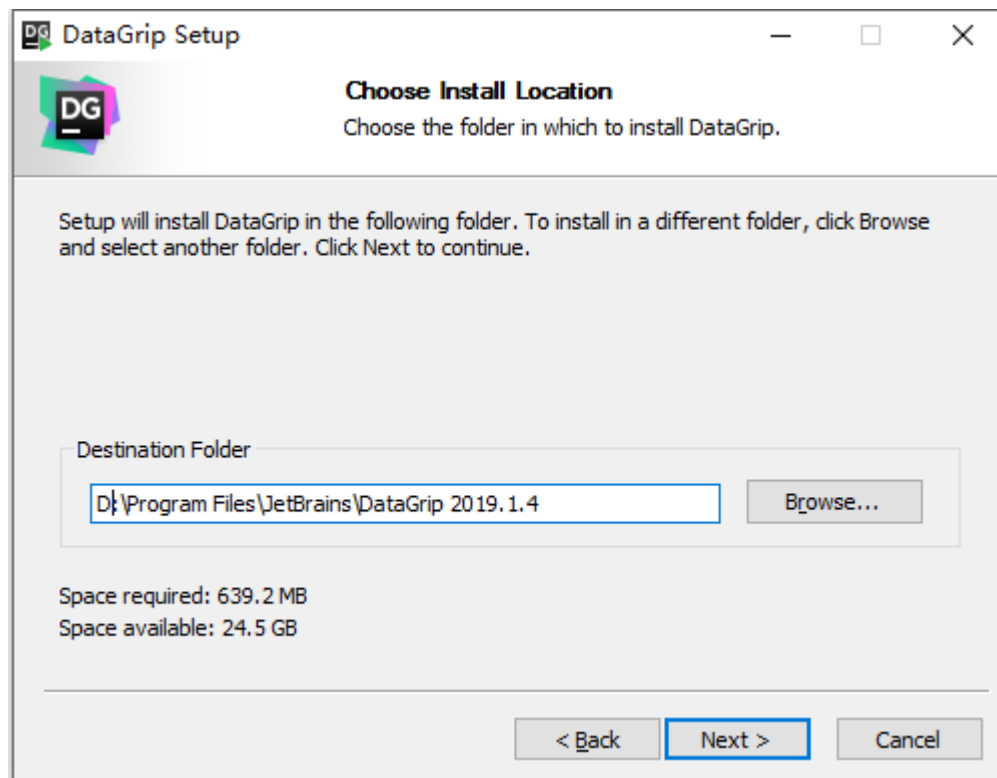 DG DataGrip Setup
DG
Choose Install Location
Choose the folder in which to install DataGrip.
Setup will install DataGrip in the following folder. To install in a different folder, click Browse
and select another folder. Click Next to continue.
Destination Folder
D:\Program Files\JetBrains\DataGrip 2019.1.4
Browse...
Space required: 639.2 MB
Space available: 24.5 GB
< Back
Next >
Cancel